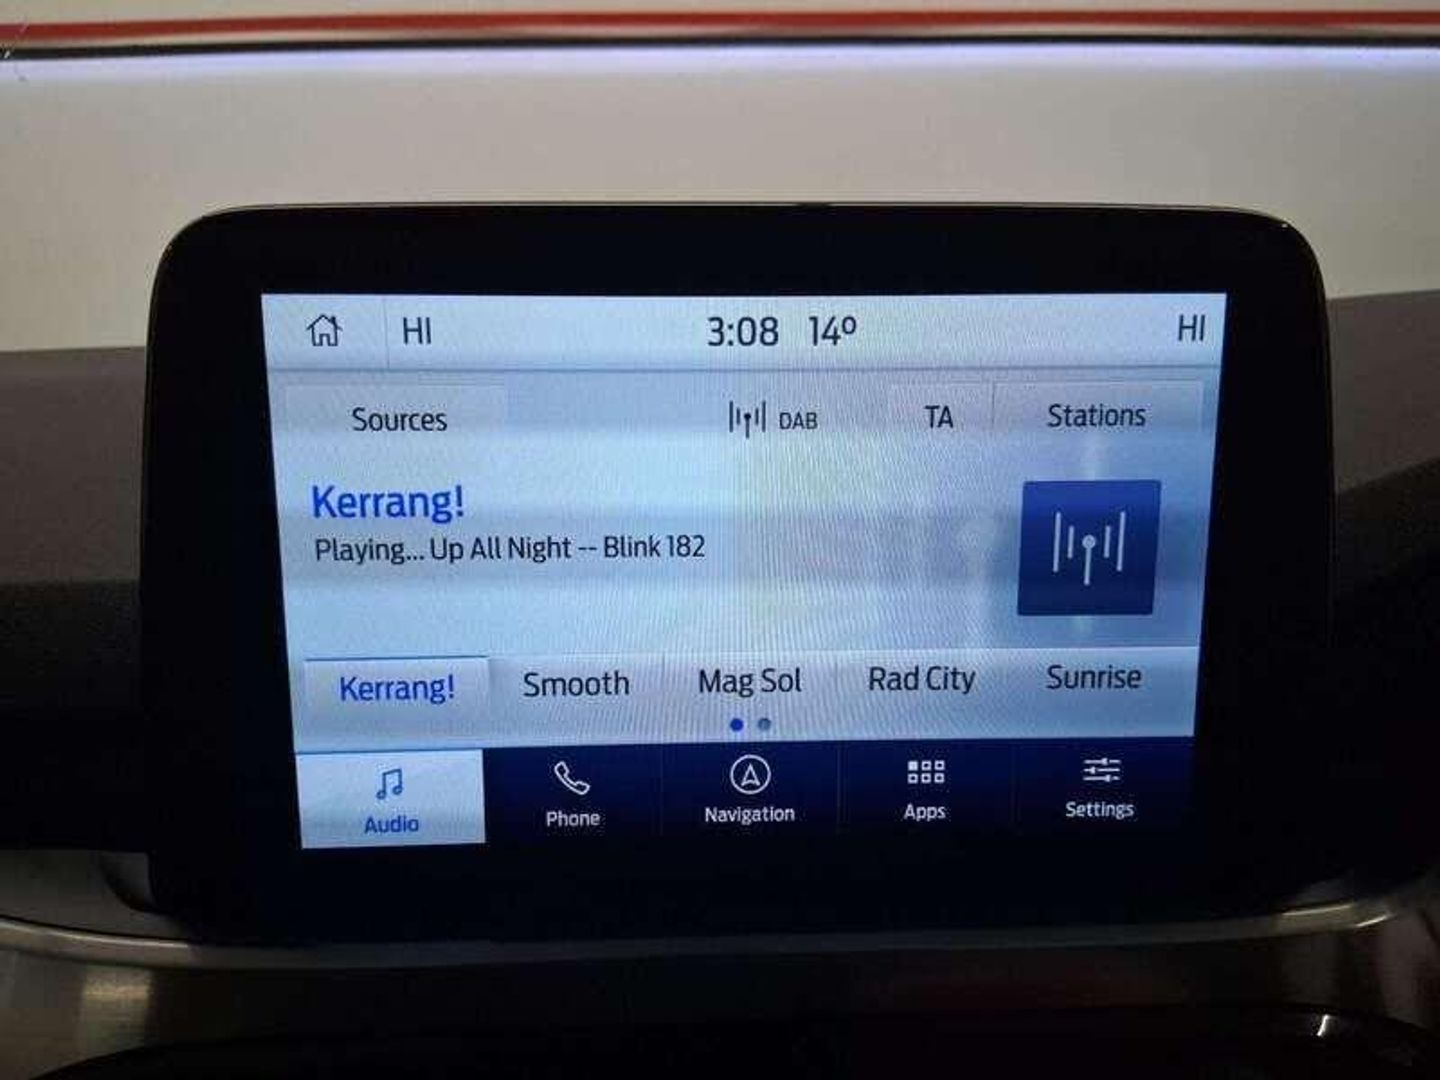 HI 3:08 14º HI
Sources DAB TA Stations
Kerrang!
Playing... Up All Night -- Blink 182
Kerrang! Smooth Mag Sol Rad City Sunrise
Audio Phone Navigation Apps Settings